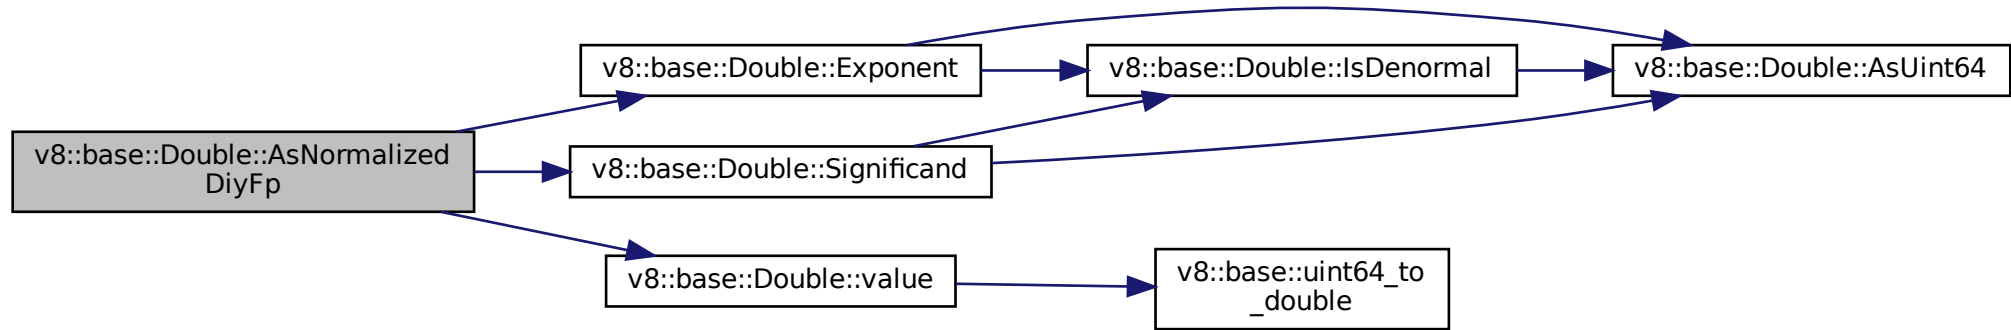 v8::base::Double::AsNormalized
DiyFp
v8::base::Double::Exponent
v8::base::Double::Significand
v8::base::Double::value
v8::base::Double::IsDenormal
v8::base::uint64_to
_double
v8::base::Double::AsUint64